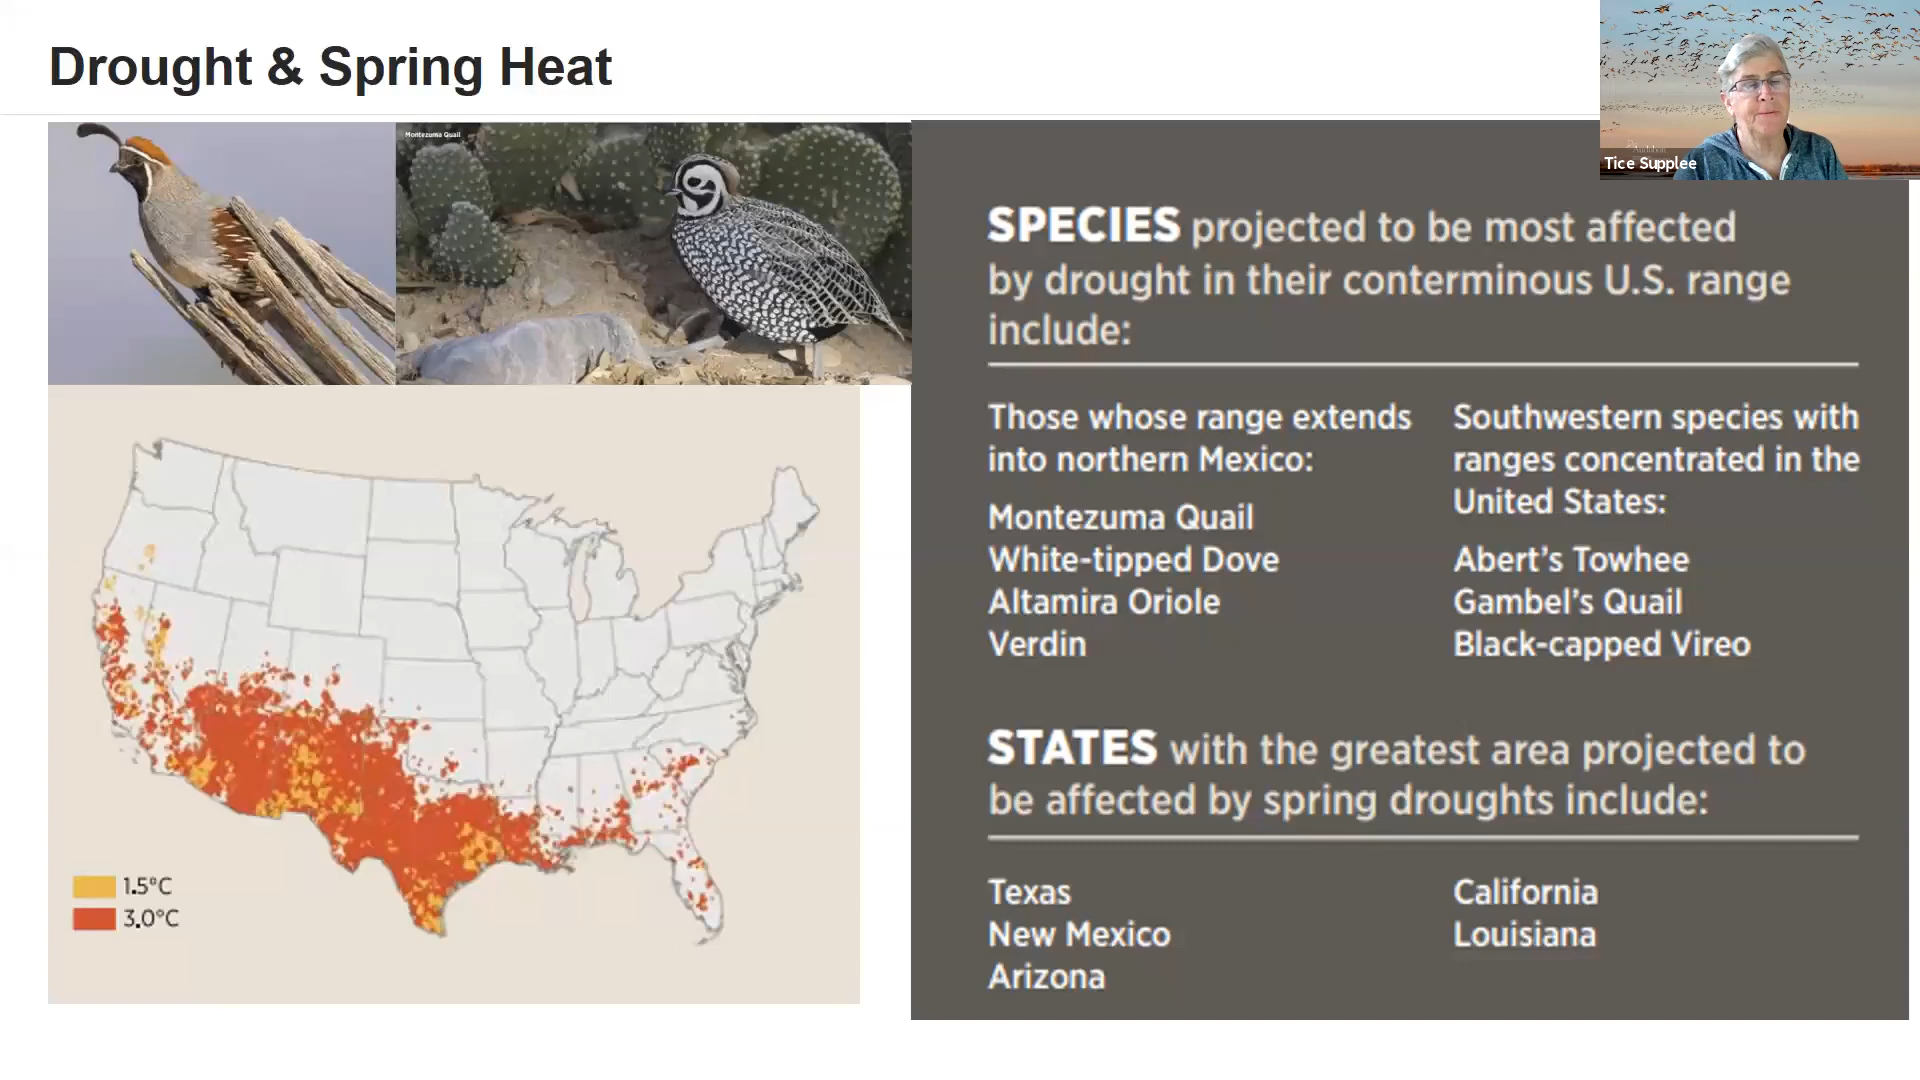 Drought & Spring Heat
Montezuma Quail
Audubon
Tice Supplee
SPECIES projected to be most affected
by drought in their conterminous U.S. range
include:
Those whose range extends
into northern Mexico:
Montezuma Quail
White-tipped Dove
Altamira Oriole
Verdin
Southwestern species with
ranges concentrated in the
United States:
Abert’s Towhee
Gambel’s Quail
Black-capped Vireo
STATES with the greatest area projected to
be affected by spring droughts include:
Texas
New Mexico
Arizona
California
Louisiana
1.5°C
3.0°C